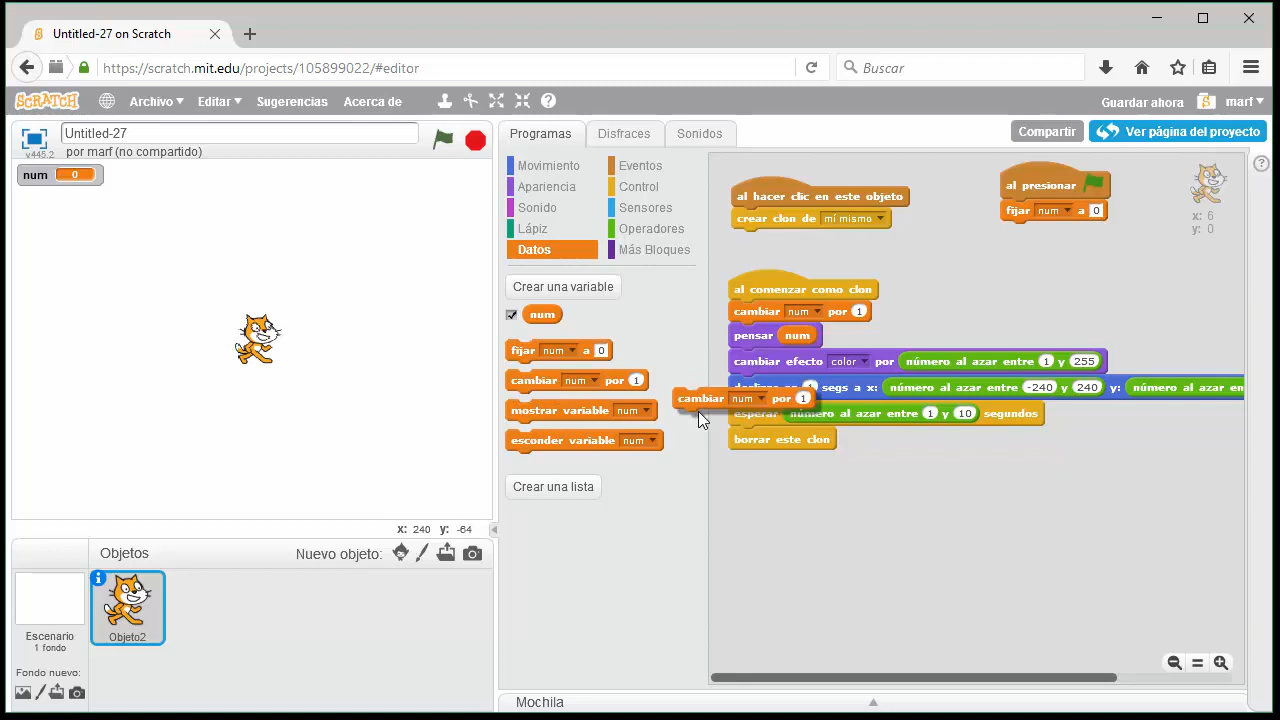 Untitled-27 on Scratch
https://scratch.mit.edu/projects/105899022/#editor
Buscar
SCRATCH
Archivo Editar Sugerencias Acerca de
Guardar ahora marf
v445.2
Untitled-27
por marf (no compartido)
Programas Disfraces Sonidos
Compartir Ver página del proyecto
num 0
Movimiento
Apariencia
Sonido
Lápiz
Datos
Eventos
Control
Sensores
Operadores
Más Bloques
Crear una variable
num
fijar num a 0
cambiar num por 1
mostrar variable num
esconder variable num
Crear una lista
al hacer clic en este objeto
crear clon de mí mismo
al presionar
fijar num a 0
x: 6
y: 0
al comenzar como clon
cambiar num por 1
pensar num
cambiar efecto color por número al azar entre 1 y 255
segs a x: número al azar entre -240 y 240 y: número al azar en
cambiar num por 1
esperar número al azar entre 1 y 10 segundos
borrar este clon
x: 240 y: -64
Objetos Nuevo objeto:
Escenario
1 fondo
Fondo nuevo:
Objeto2
Mochila